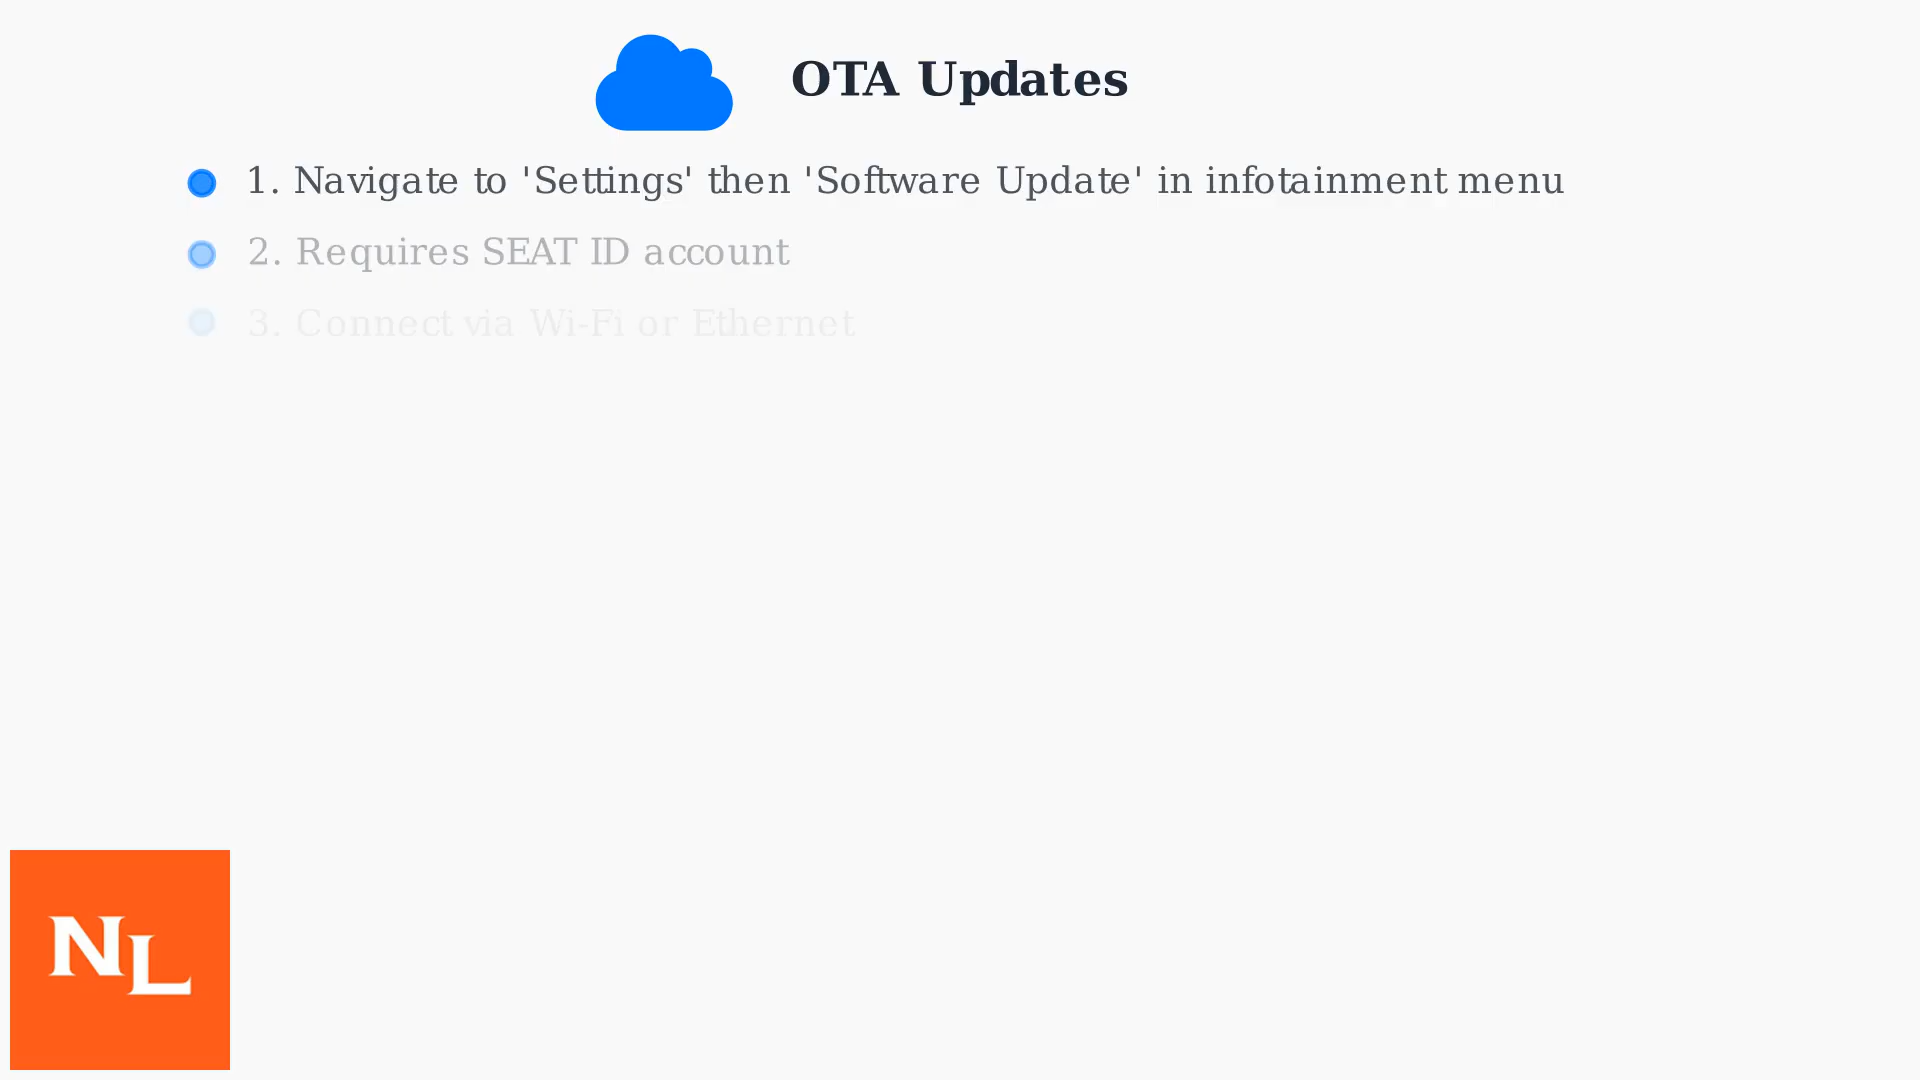 OTA Updates
1. Navigate to 'Settings' then 'Software Update' in infotainment menu
2. Requires SEAT ID account
3. Connect via Wi-Fi or Ethernet
NL